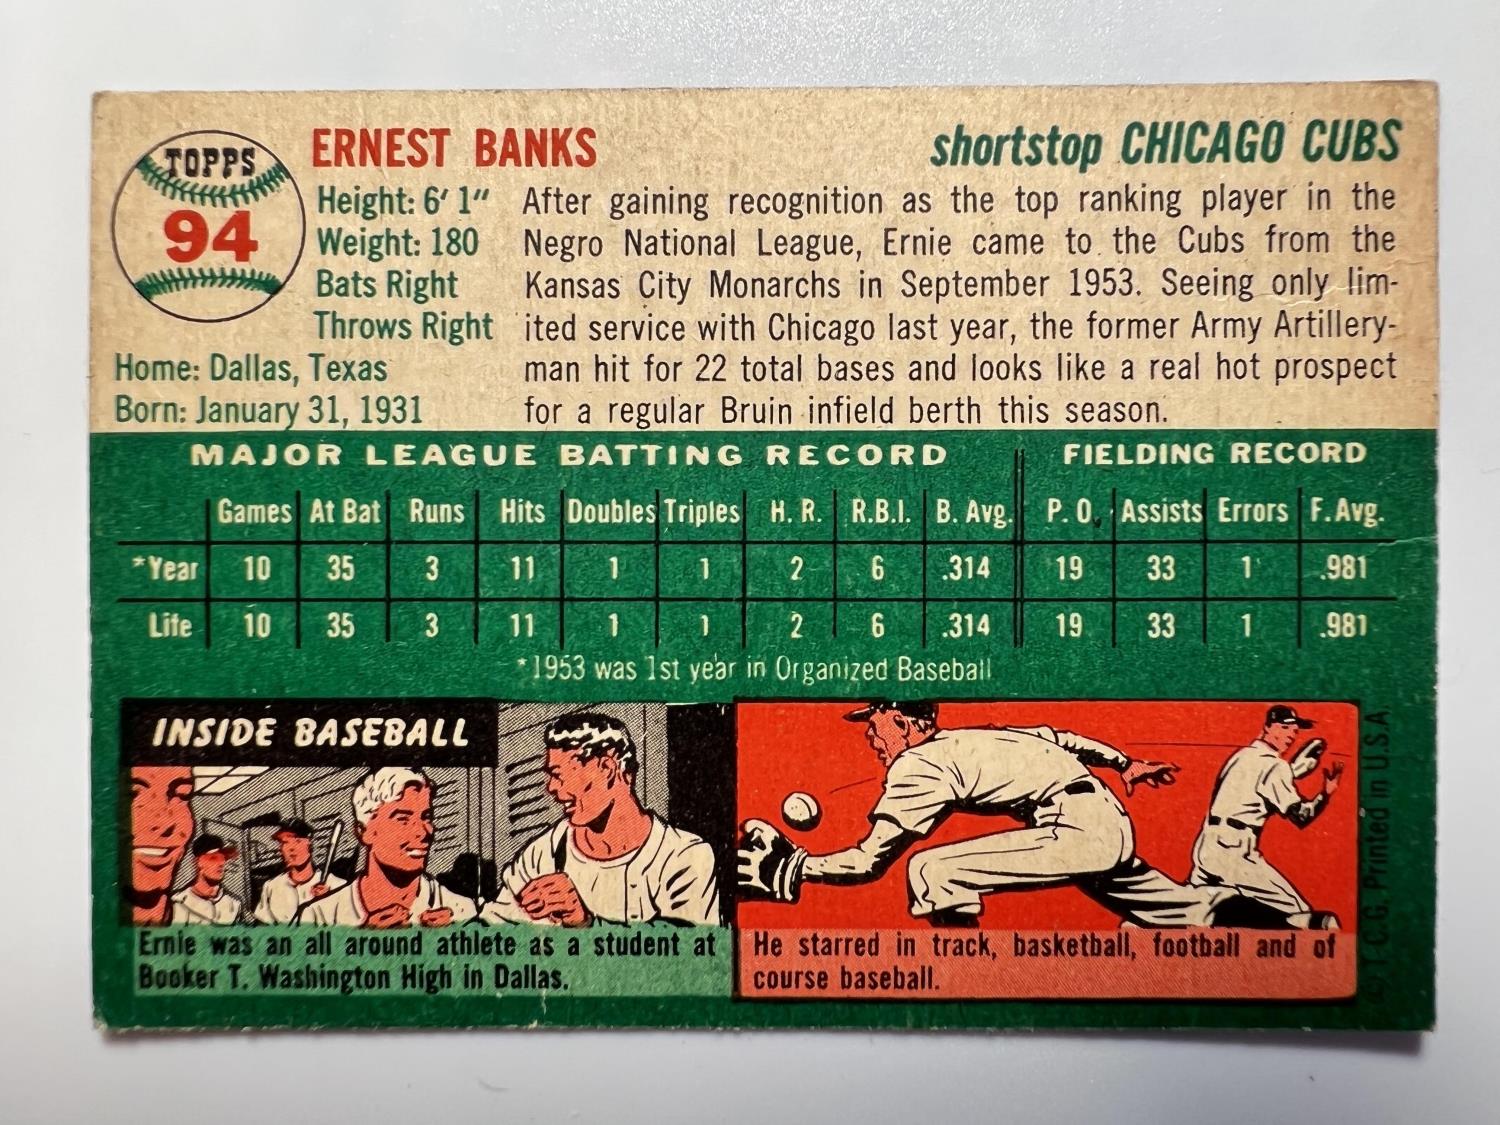 TOPPS
94
ERNEST BANKS
shortstop CHICAGO CUBS
Height: 6' 1"
Weight: 180
Bats Right
Throws Right
Home: Dallas, Texas
Born: January 31, 1931
After gaining recognition as the top ranking player in the
Negro National League, Ernie came to the Cubs from the
Kansas City Monarchs in September 1953. Seeing only lim-
ited service with Chicago last year, the former Army Artillery-
man hit for 22 total bases and looks like a real hot prospect
for a regular Bruin infield berth this season.
MAJOR LEAGUE BATTING RECORD FIELDING RECORD
Games At Bat Runs Hits Doubles Triples H. R. R.B.I. B. Avg. P. O. Assists Errors F. Avg.
*Year 10 35 3 11 1 1 2 6 .314 19 33 1 .981
Life 10 35 3 11 1 1 2 6 .314 19 33 1 .981
*1953 was 1st year in Organized Baseball
INSIDE BASEBALL
Ernie was an all around athlete as a student at
Booker T. Washington High in Dallas.
He starred in track, basketball, football and of
course baseball.
(C) T.C.G. Printed in U.S.A.